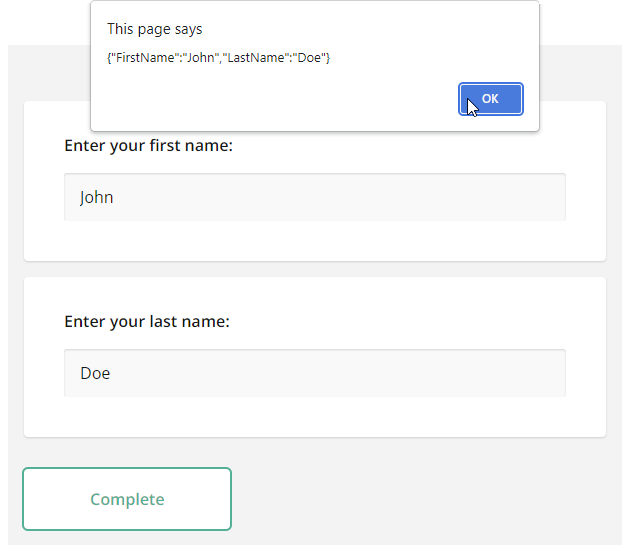 This page says
{"FirstName":"John","LastName":"Doe"}
OK
Enter your first name:
John
Enter your last name:
Doe
Complete